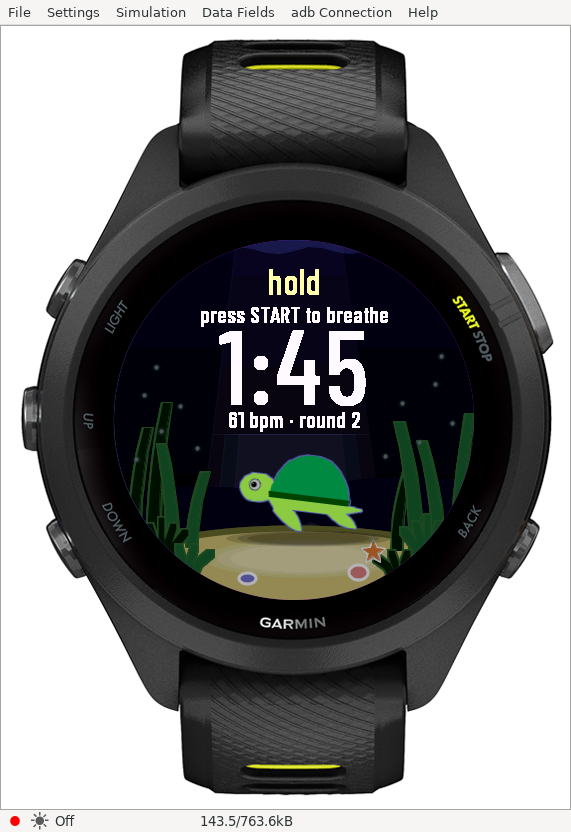 File Settings Simulation Data Fields adb Connection Help
hold
press START to breathe
1:45
61 bpm · round 2
LIGHT
START STOP
UP
DOWN
BACK
GARMIN
Off 143.5/763.6kB